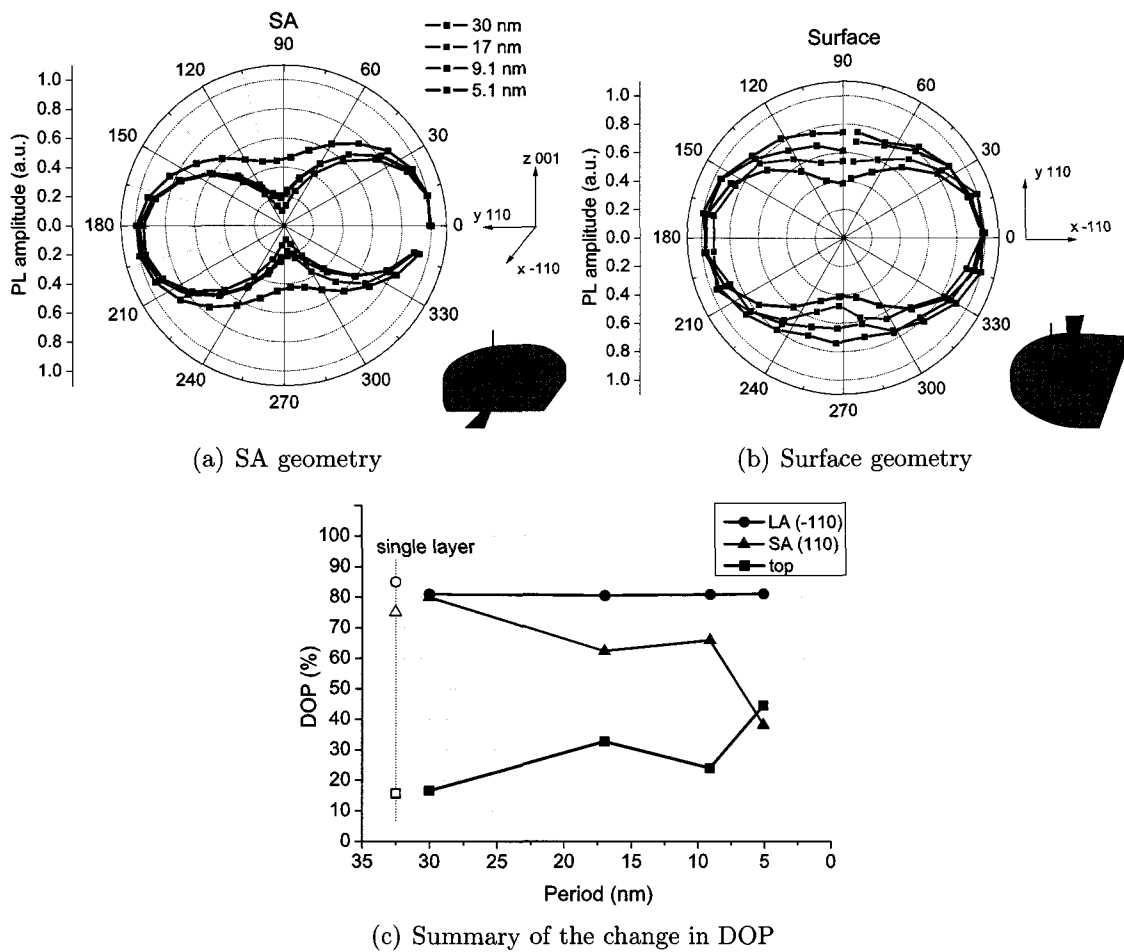 SA
30 nm
17 nm
9.1 nm
5.1 nm
90
120
60
150
30
180
0
210
330
240
300
270
1.0
0.8
0.6
0.4
0.2
0.0
0.2
0.4
0.6
0.8
1.0
PL amplitude (a.u.)
z 001
y 110
x -110
(a) SA geometry
Surface
90
120
60
150
30
180
0
210
330
240
300
270
1.0
0.8
0.6
0.4
0.2
0.0
0.2
0.4
0.6
0.8
1.0
PL amplitude (a.u.)
y 110
x -110
(b) Surface geometry
LA (-110)
SA (110)
top
single layer
100
90
80
70
60
50
40
30
20
10
0
DOP (%)
35 30 25 20 15 10 5 0
Period (nm)
(c) Summary of the change in DOP